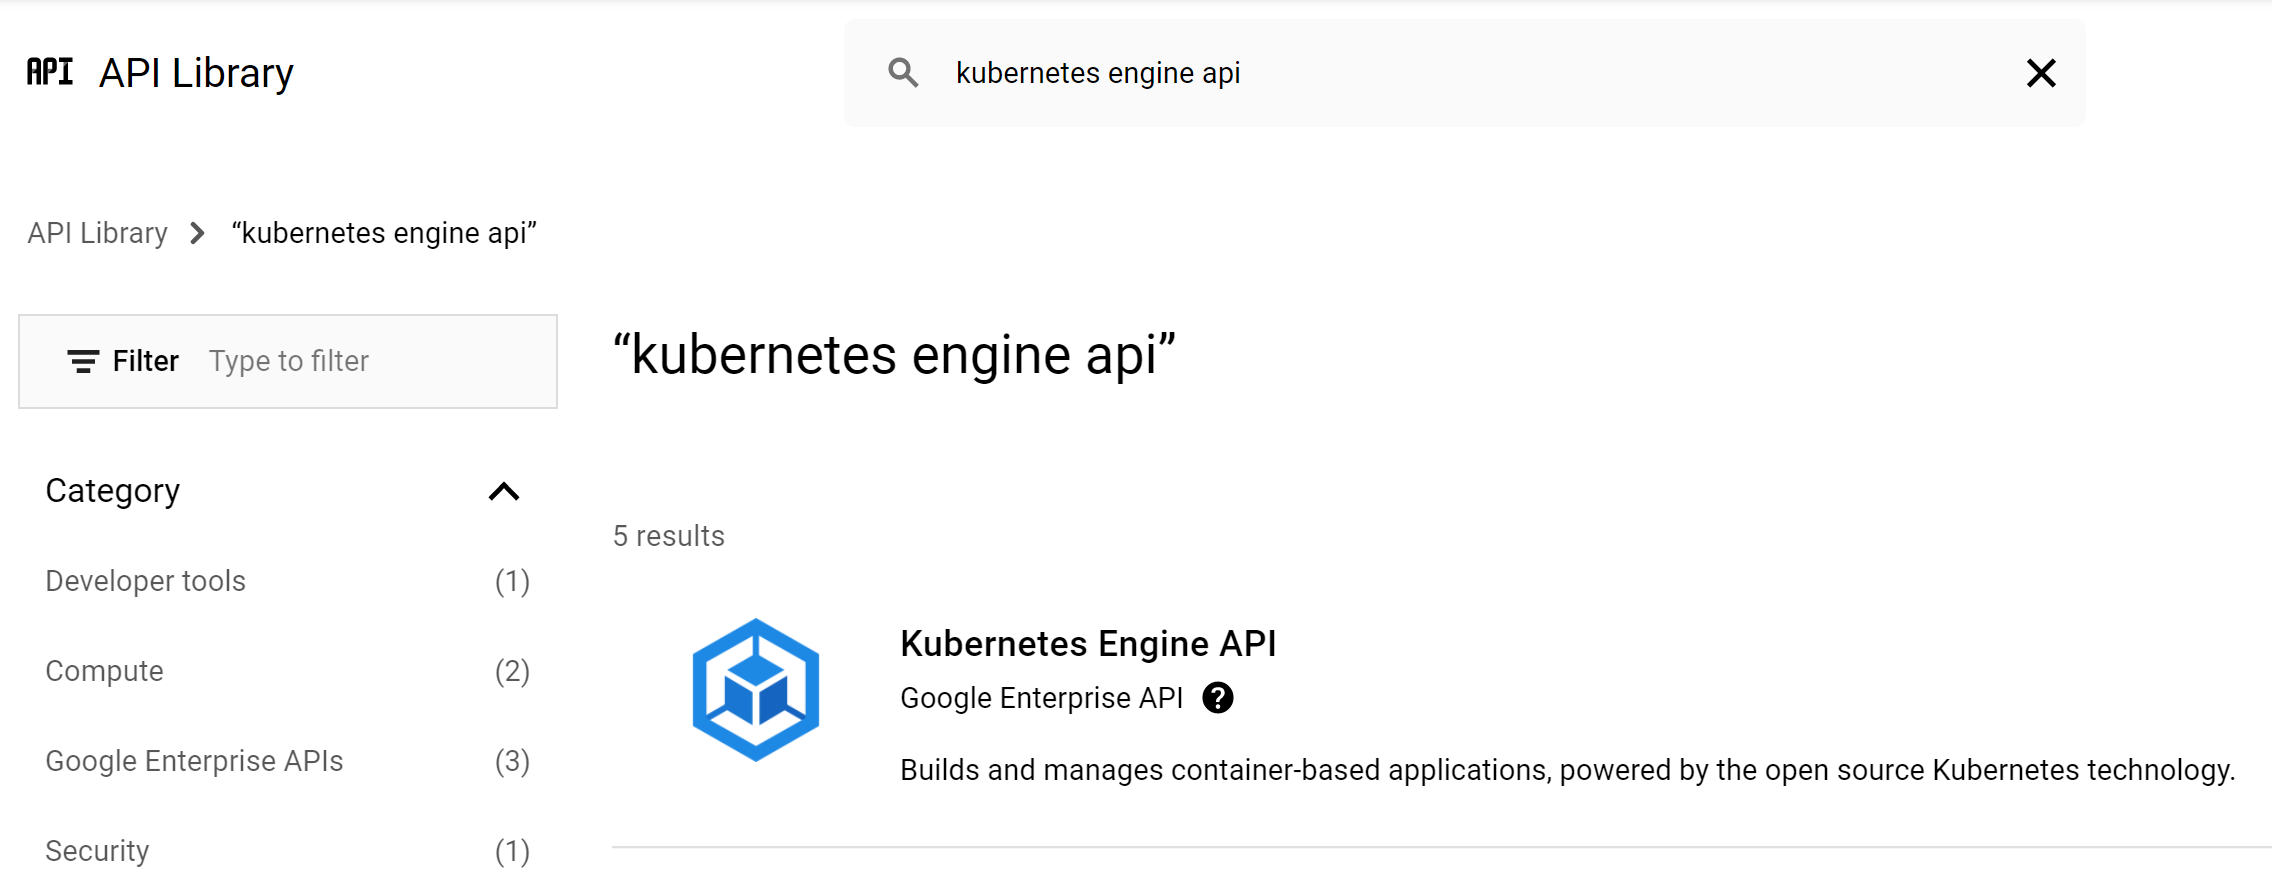 API API Library
kubernetes engine api
API Library “kubernetes engine api”
Filter Type to filter
“kubernetes engine api”
Category
5 results
Developer tools (1)
Compute (2)
Google Enterprise APIs (3)
Security (1)
Kubernetes Engine API
Google Enterprise API ?
Builds and manages container-based applications, powered by the open source Kubernetes technology.